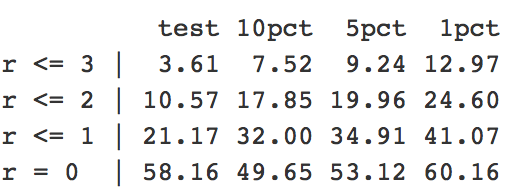 test 10pct 5pct 1pct
r <= 3 | 3.61 7.52 9.24 12.97
r <= 2 | 10.57 17.85 19.96 24.60
r <= 1 | 21.17 32.00 34.91 41.07
r = 0 | 58.16 49.65 53.12 60.16